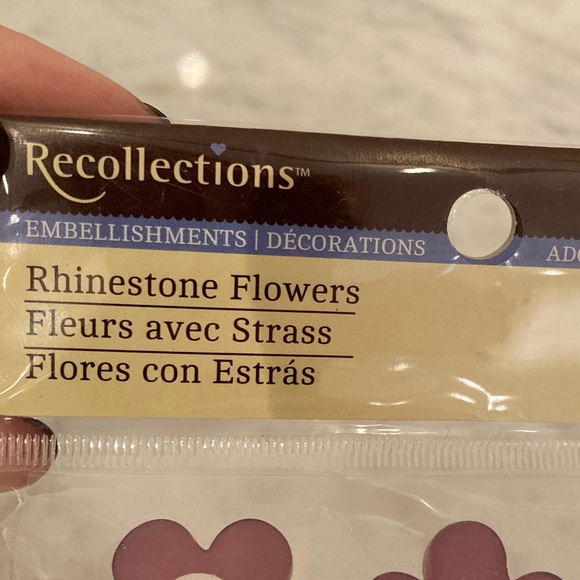 Recollections™
EMBELLISHMENTS | DÉCORATIONS
Rhinestone Flowers
Fleurs avec Strass
Flores con Estrás